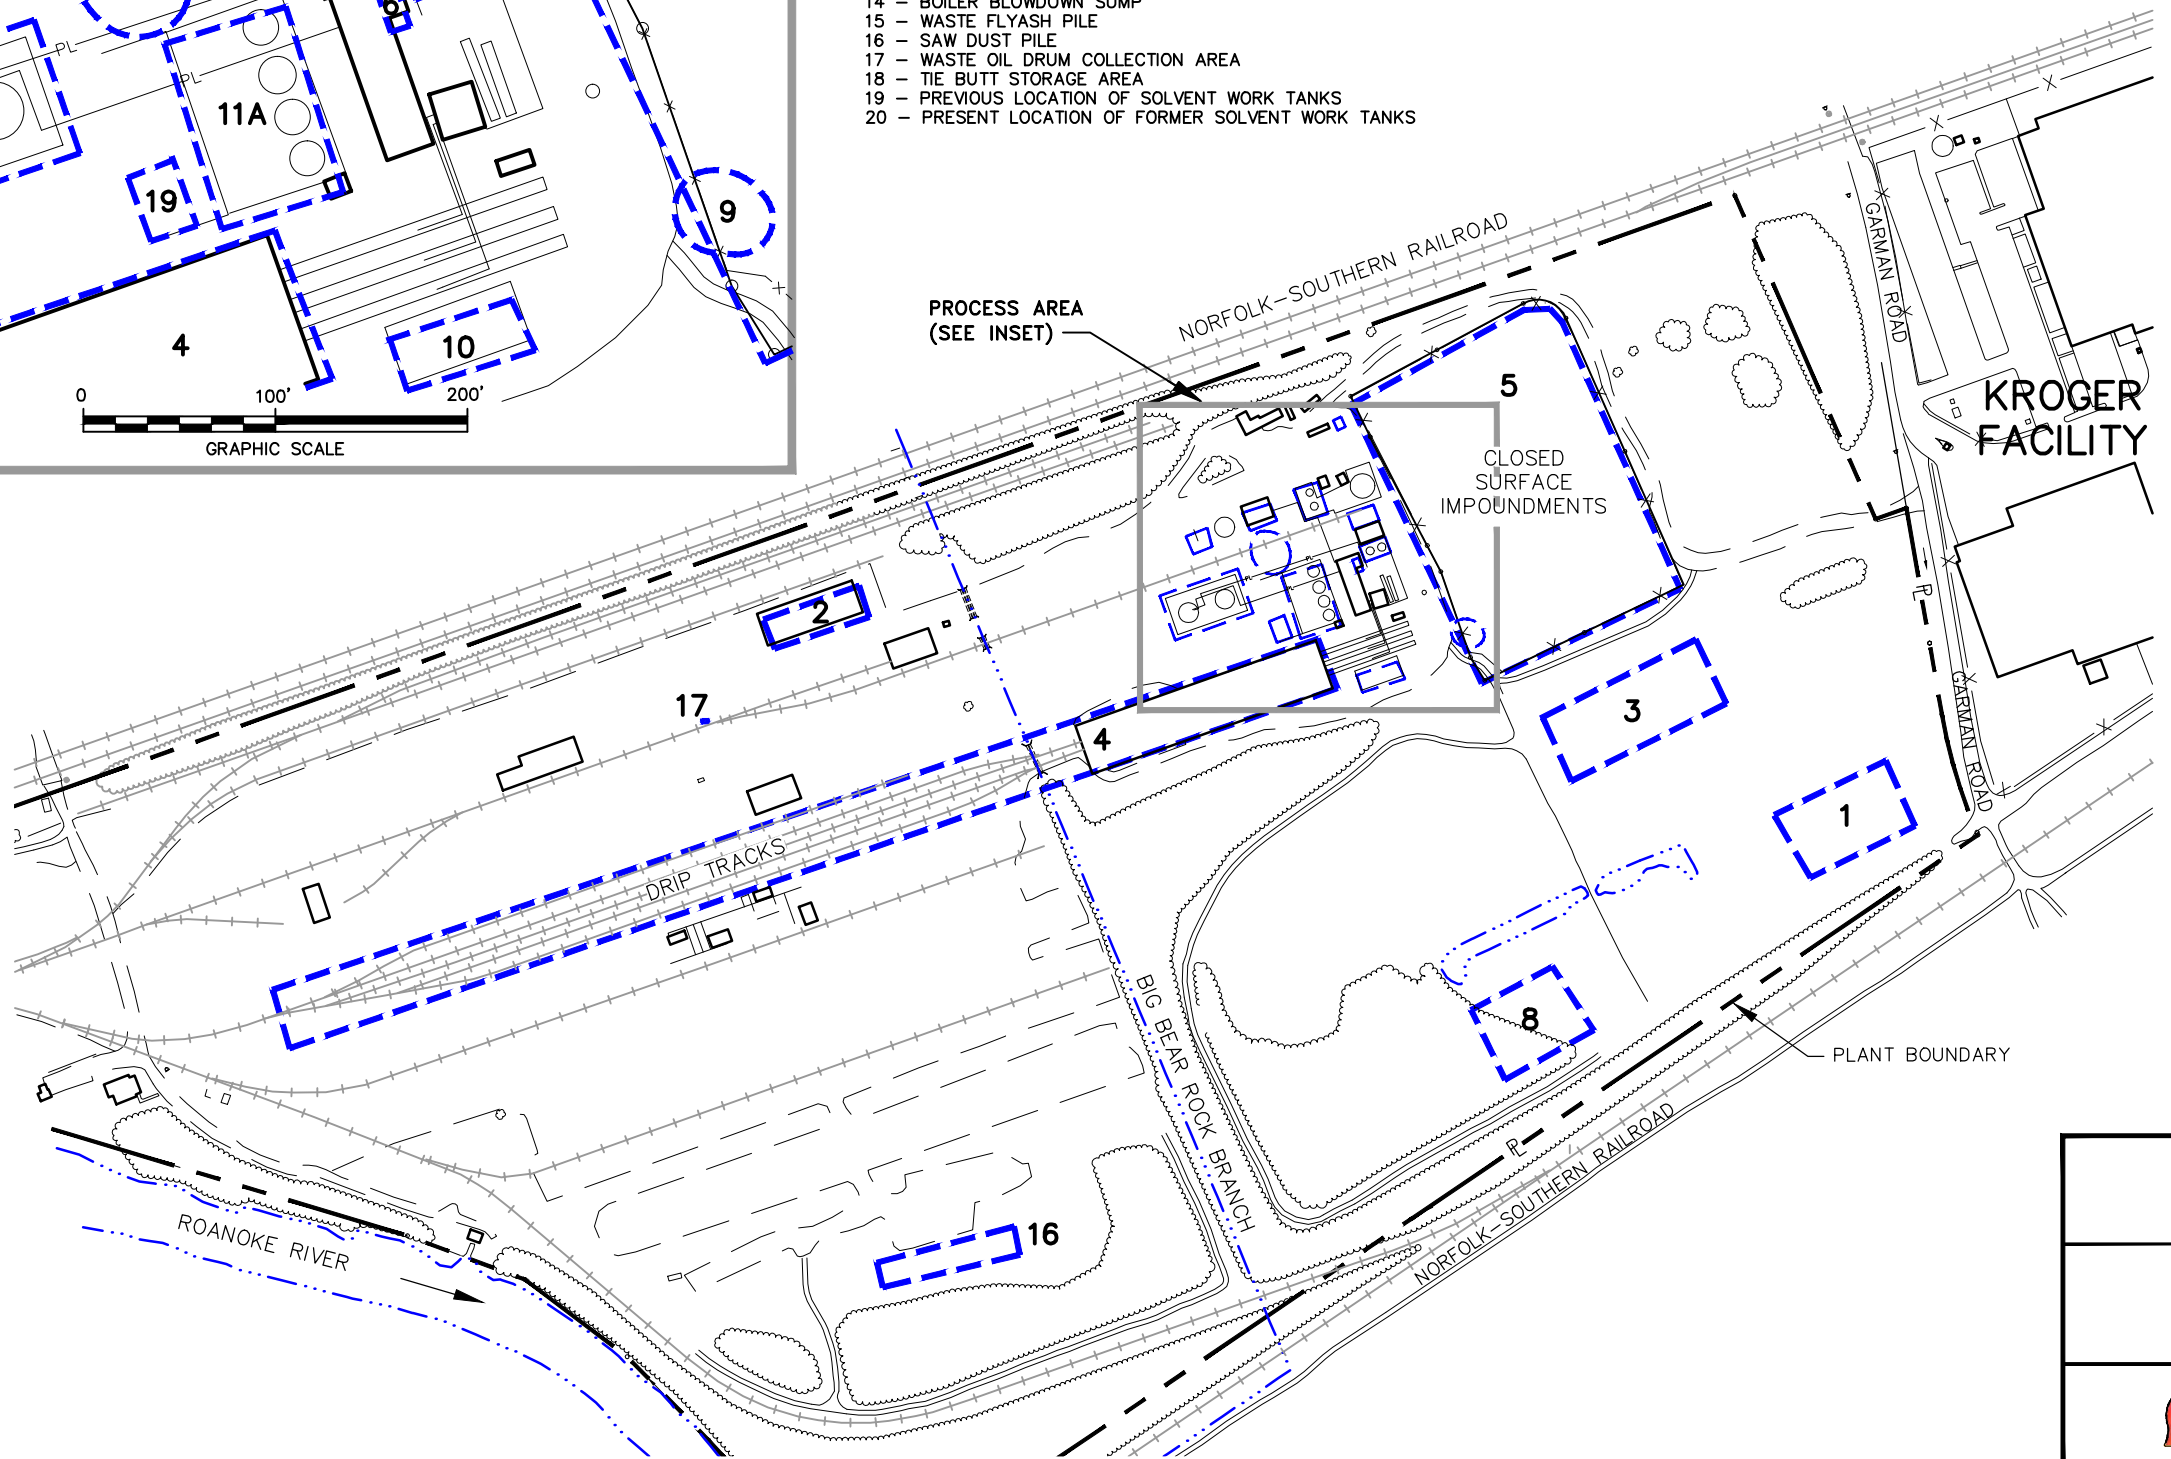 14 – BOILER BLOWDOWN SUMP
15 – WASTE FLYASH PILE
16 – SAW DUST PILE
17 – WASTE OIL DRUM COLLECTION AREA
18 – TIE BUTT STORAGE AREA
19 – PREVIOUS LOCATION OF SOLVENT WORK TANKS
20 – PRESENT LOCATION OF FORMER SOLVENT WORK TANKS
PL
PL
11A
19
9
4
10
0 100' 200'
GRAPHIC SCALE
PROCESS AREA
(SEE INSET)
NORFOLK–SOUTHERN RAILROAD
GARMAN ROAD
KROGER
FACILITY
5
CLOSED
SURFACE
IMPOUNDMENTS
2
17
4
3
1
PL
GARMAN ROAD
DRIP TRACKS
BIG BEAR ROCK BRANCH
8
PLANT BOUNDARY
PL
NORFOLK–SOUTHERN RAILROAD
16
ROANOKE RIVER